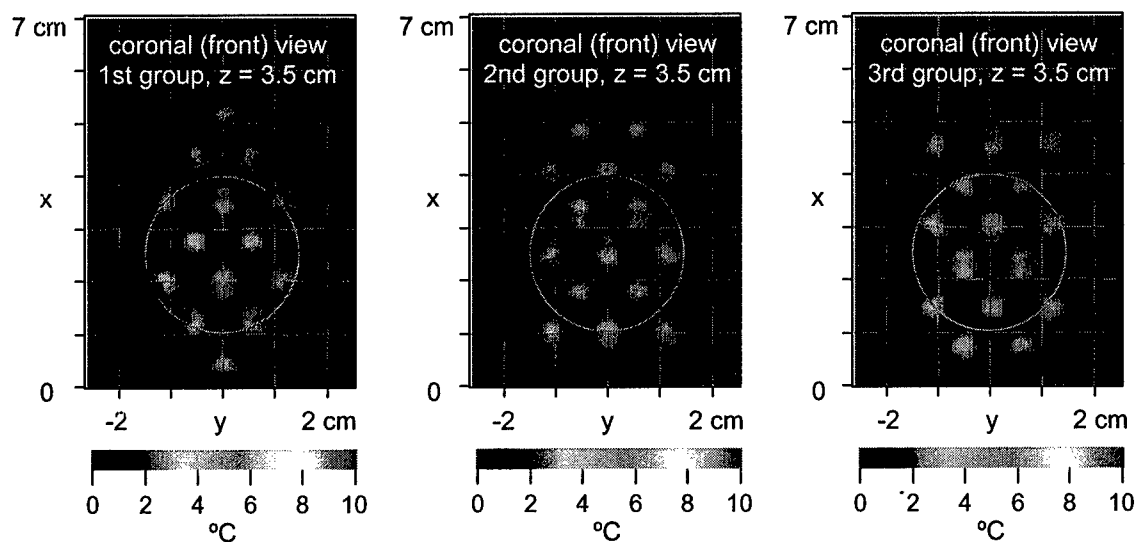 7 cm
coronal (front) view
1st group, z = 3.5 cm
x
0
-2 y 2 cm
0 2 4 6 8 10
ºC
7 cm
coronal (front) view
2nd group, z = 3.5 cm
x
0
-2 y 2 cm
0 2 4 6 8 10
ºC
7 cm
coronal (front) view
3rd group, z = 3.5 cm
x
0
-2 y 2 cm
0 2 4 6 8 10
ºC